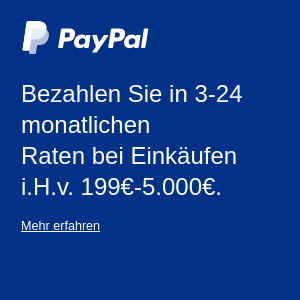 PayPal
Bezahlen Sie in 3-24
monatlichen
Raten bei Einkäufen
i.H.v. 199€-5.000€.
Mehr erfahren